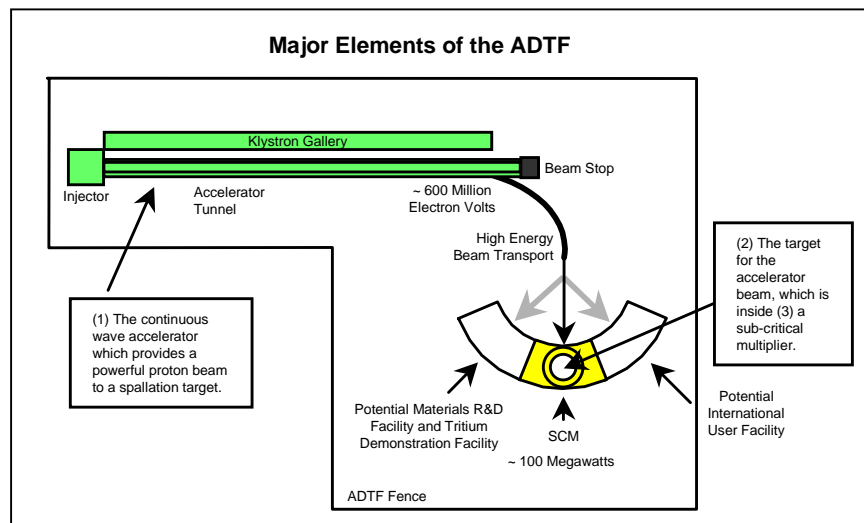 Major Elements of the ADTF
Klystron Gallery
Injector
Accelerator
Tunnel
Beam Stop
~ 600 Million
Electron Volts
High Energy
Beam Transport
(1) The continuous
wave accelerator
which provides a
powerful proton beam
to a spallation target.
(2) The target
for the
accelerator
beam, which is
inside (3) a
sub-critical
multiplier.
Potential Materials R&D
Facility and Tritium
Demonstration Facility
SCM
~ 100 Megawatts
Potential
International
User Facility
ADTF Fence